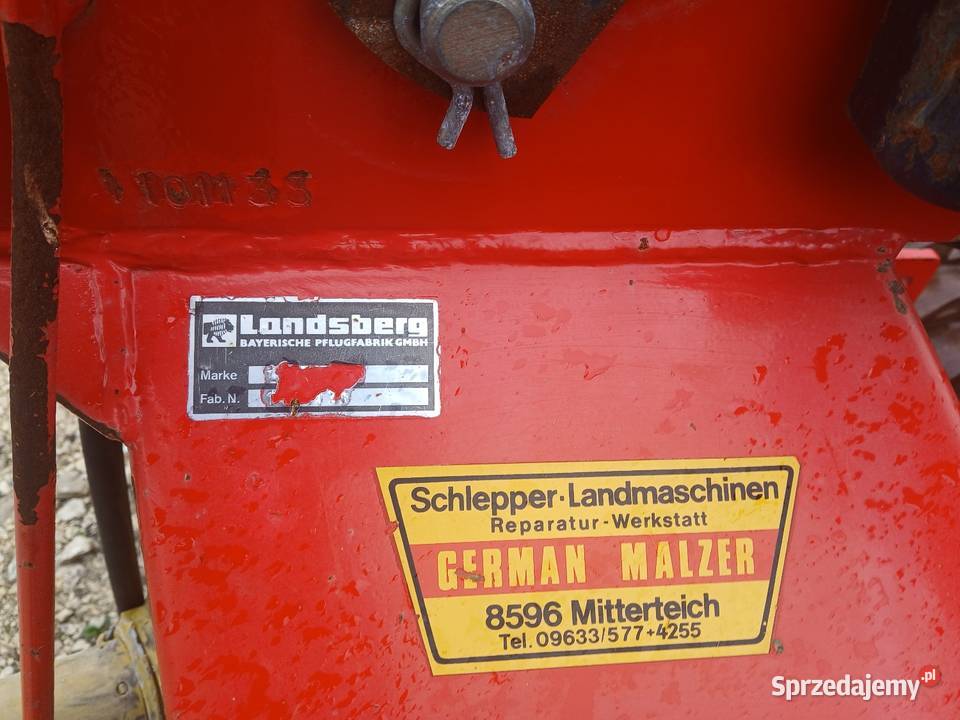 Landsberg
BAYERISCHE PFLUGFABRIK GMBH
Marke
Fab. N.
Schlepper·Landmaschinen
Reparatur-Werkstatt
GERMAN MALZER
8596 Mitterteich
Tel. 09633/577+4255
Sprzedajemy.pl